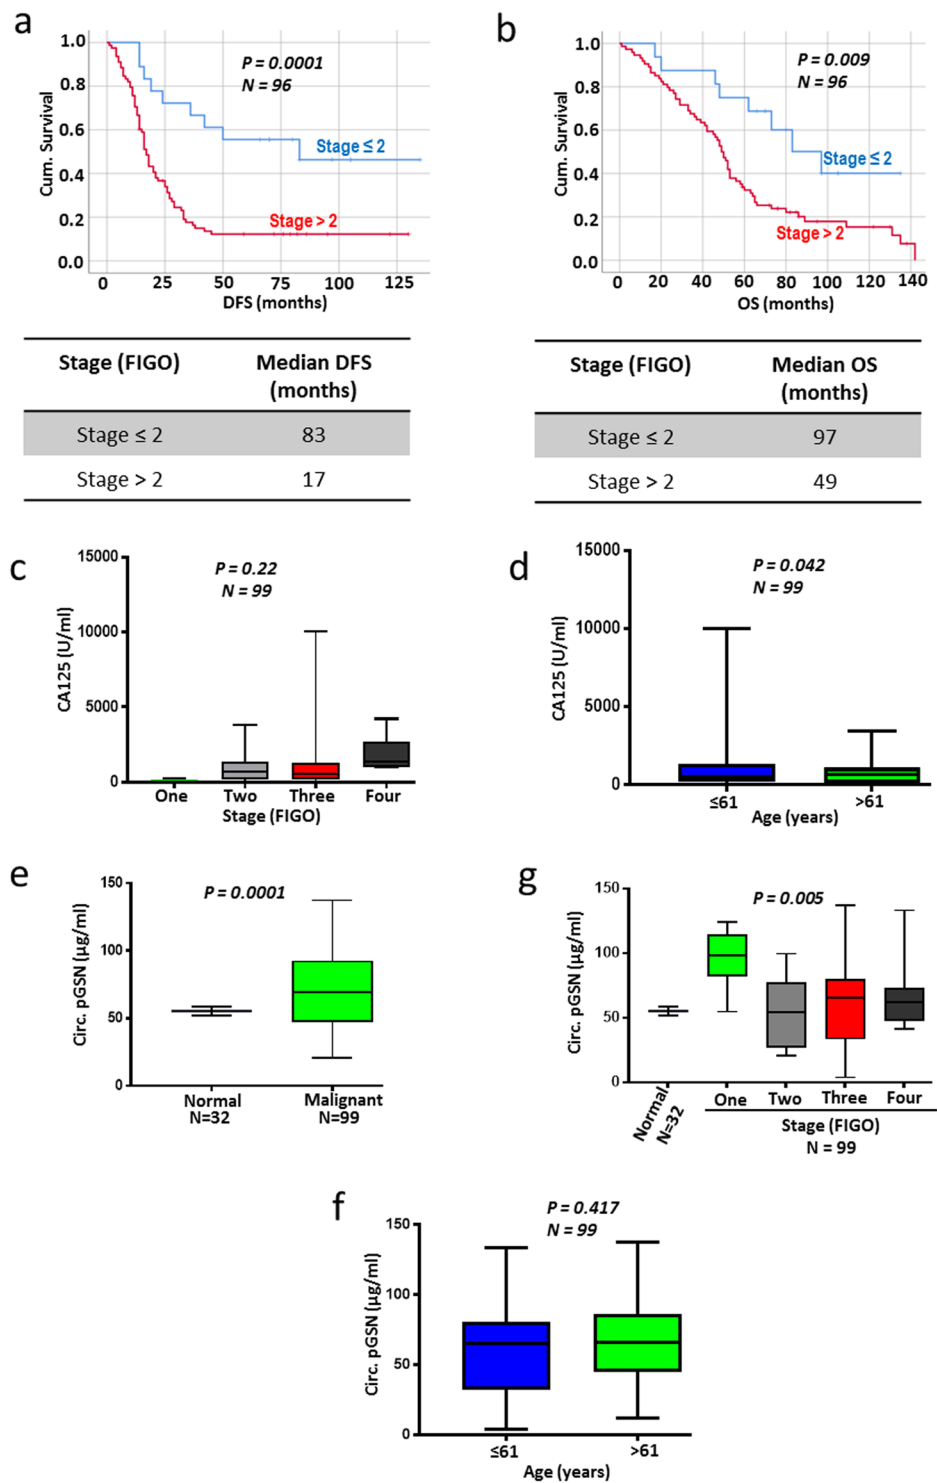 a
1.0
0.8
0.6
0.4
0.2
0.0
Cum. Survival
P = 0.0001
N = 96
Stage ≤ 2
Stage > 2
0 25 50 75 100 125
DFS (months)
b
1.0
0.8
0.6
0.4
0.2
0.0
Cum. Survival
P = 0.009
N = 96
Stage ≤ 2
Stage > 2
0 20 40 60 80 100 120 140
OS (months)
Stage (FIGO) Median DFS
(months)
Stage ≤ 2 83
Stage > 2 17
Stage (FIGO) Median OS
(months)
Stage ≤ 2 97
Stage > 2 49
c
15000
10000
5000
0
CA125 (U/ml)
P = 0.22
N = 99
One Two Three Four
Stage (FIGO)
d
15000
10000
5000
0
CA125 (U/ml)
P = 0.042
N = 99
≤61 >61
Age (years)
e
150
100
50
0
Circ. pGSN (µg/ml)
P = 0.0001
Normal Malignant
N=32 N=99
g
150
100
50
0
Circ. pGSN (µg/ml)
P = 0.005
Normal
N=32
One Two Three Four
Stage (FIGO)
N = 99
f
150
100
50
0
Circ. pGSN (µg/ml)
P = 0.417
N = 99
≤61 >61
Age (years)